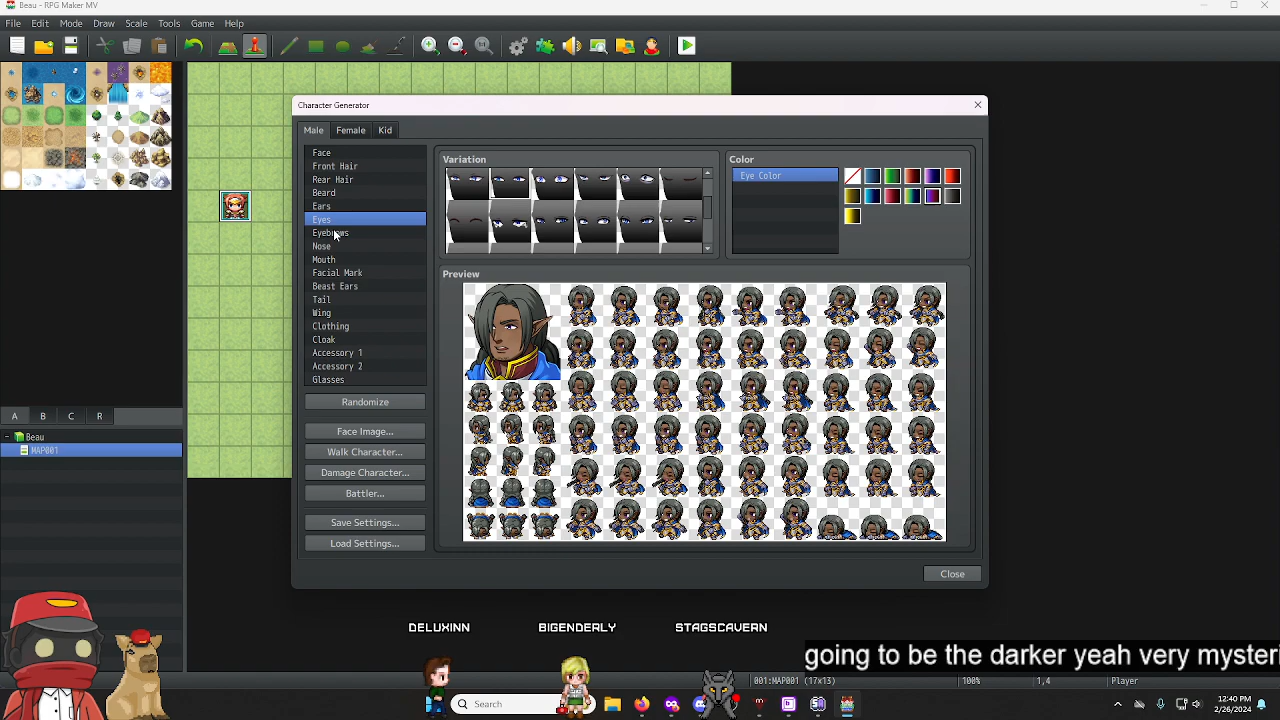 Beau - RPG Maker MV
File Edit Mode Draw Scale Tools Game Help
Character Generator
Male Female Kid
Face
Front Hair
Rear Hair
Beard
Ears
Eyes
Eyebrows
Nose
Mouth
Facial Mark
Beast Ears
Tail
Wing
Clothing
Cloak
Accessory 1
Accessory 2
Glasses
Randomize
Face Image...
Walk Character...
Damage Character...
Battler...
Save Settings...
Load Settings...
Variation
Color
Eye Color
Preview
Close
A B C R
Beau
MAP001
DELUXINN BIGENDERLY STAGSCAVERN
going to be the darker yeah very mysteri
001:MAP001 (17x13) 100% 1,4 Player
Search
12:40 PM
2/26/2024